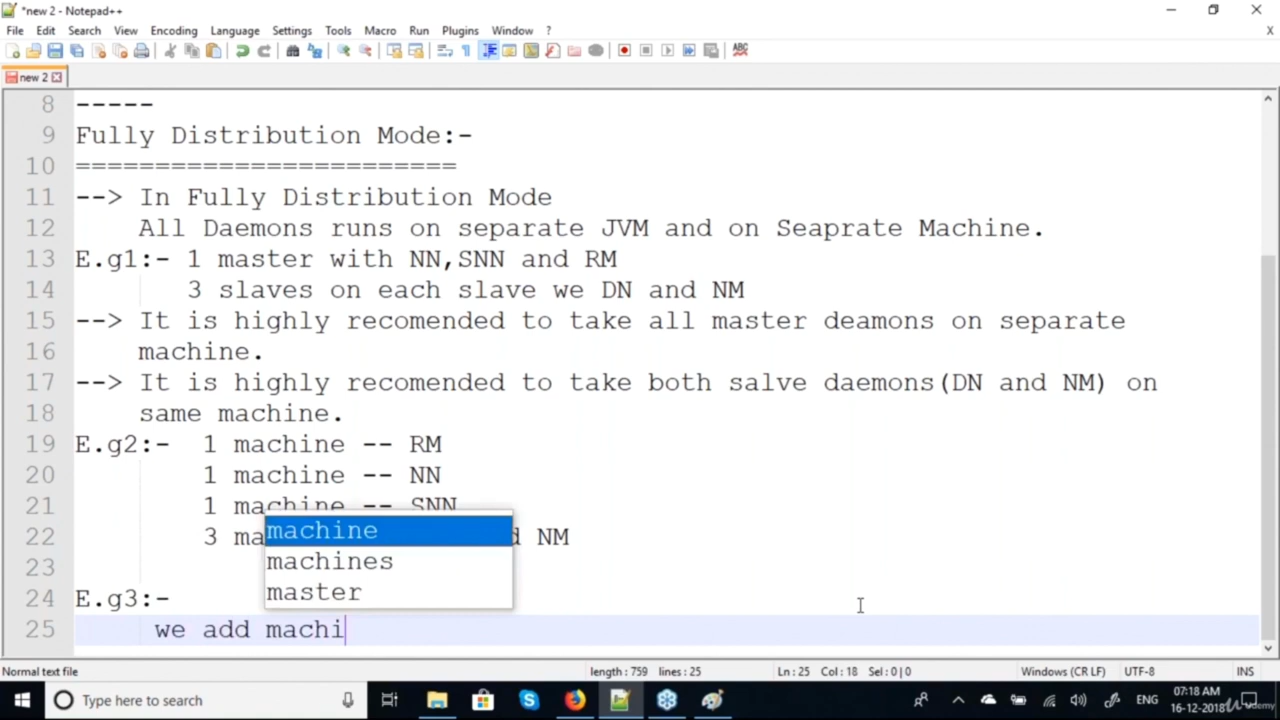 *new 2 - Notepad++
File Edit Search View Encoding Language Settings Tools Macro Run Plugins Window ? X
new 2
8 -----
9 Fully Distribution Mode:-
10 ========================
11 --> In Fully Distribution Mode
12 All Daemons runs on separate JVM and on Seaprate Machine.
13 E.g1:- 1 master with NN,SNN and RM
14 3 slaves on each slave we DN and NM
15 --> It is highly recomended to take all master deamons on separate
16 machine.
17 --> It is highly recomended to take both salve daemons(DN and NM) on
18 same machine.
19 E.g2:- 1 machine -- RM
20 1 machine -- NN
21 1 machine -- SNN
22 3 ma d NM
machine
machines
master
23
24 E.g3:-
25 we add machi
Normal text file length : 759 lines : 25 Ln : 25 Col : 18 Sel : 0 | 0 Windows (CR LF) UTF-8 INS
Type here to search ENG 07:18 AM
16-12-2018
Udemy